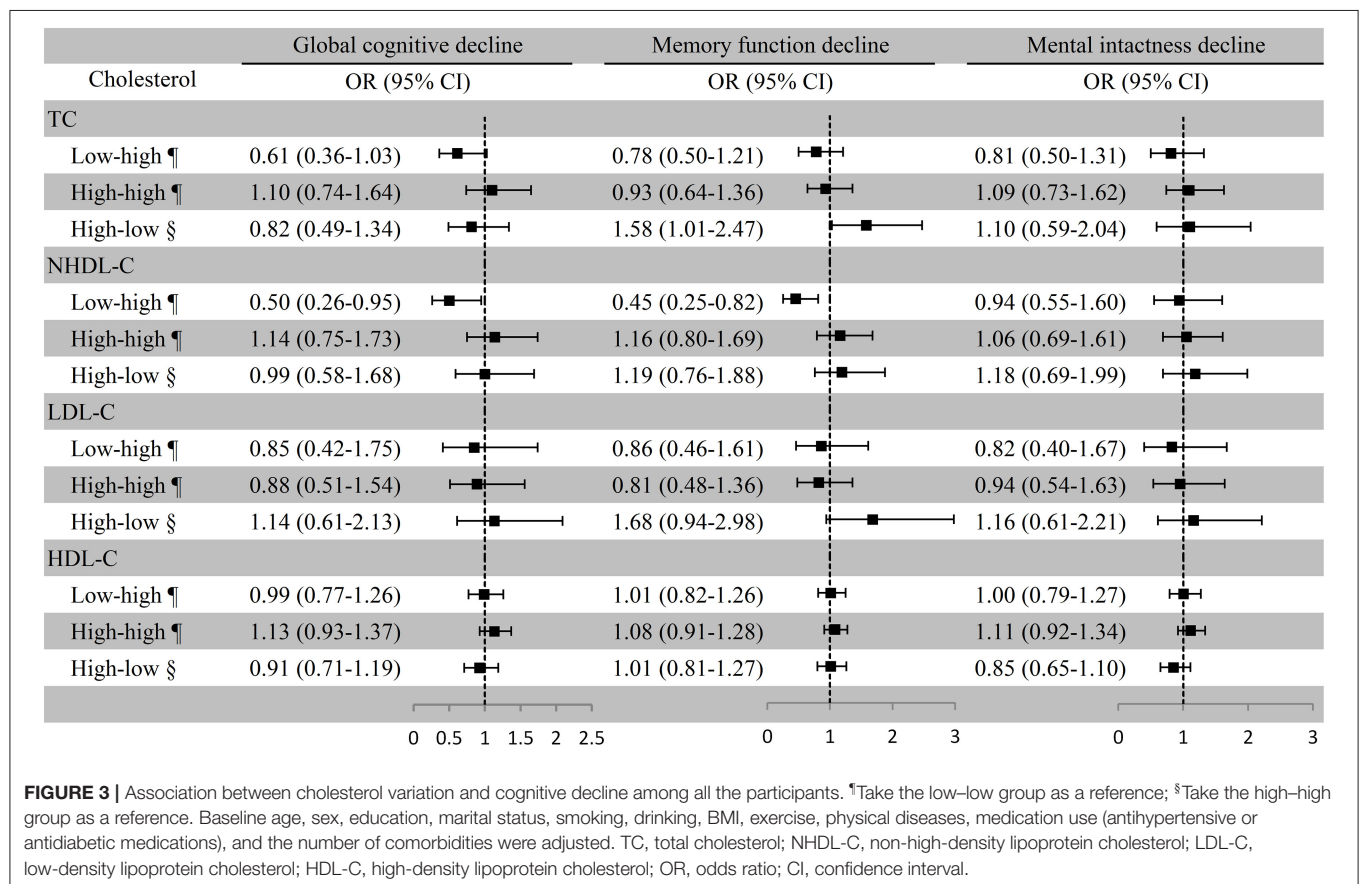 Global cognitive decline Memory function decline Mental intactness decline
Cholesterol OR (95% CI) OR (95% CI) OR (95% CI)
TC
Low-high ¶ 0.61 (0.36-1.03) 0.78 (0.50-1.21) 0.81 (0.50-1.31)
High-high ¶ 1.10 (0.74-1.64) 0.93 (0.64-1.36) 1.09 (0.73-1.62)
High-low § 0.82 (0.49-1.34) 1.58 (1.01-2.47) 1.10 (0.59-2.04)
NHDL-C
Low-high ¶ 0.50 (0.26-0.95) 0.45 (0.25-0.82) 0.94 (0.55-1.60)
High-high ¶ 1.14 (0.75-1.73) 1.16 (0.80-1.69) 1.06 (0.69-1.61)
High-low § 0.99 (0.58-1.68) 1.19 (0.76-1.88) 1.18 (0.69-1.99)
LDL-C
Low-high ¶ 0.85 (0.42-1.75) 0.86 (0.46-1.61) 0.82 (0.40-1.67)
High-high ¶ 0.88 (0.51-1.54) 0.81 (0.48-1.36) 0.94 (0.54-1.63)
High-low § 1.14 (0.61-2.13) 1.68 (0.94-2.98) 1.16 (0.61-2.21)
HDL-C
Low-high ¶ 0.99 (0.77-1.26) 1.01 (0.82-1.26) 1.00 (0.79-1.27)
High-high ¶ 1.13 (0.93-1.37) 1.08 (0.91-1.28) 1.11 (0.92-1.34)
High-low § 0.91 (0.71-1.19) 1.01 (0.81-1.27) 0.85 (0.65-1.10)
0 0.5 1 1.5 2 2.5 0 1 2 3 0 1 2 3
FIGURE 3 | Association between cholesterol variation and cognitive decline among all the participants. ¶Take the low–low group as a reference; §Take the high–high
group as a reference. Baseline age, sex, education, marital status, smoking, drinking, BMI, exercise, physical diseases, medication use (antihypertensive or
antidiabetic medications), and the number of comorbidities were adjusted. TC, total cholesterol; NHDL-C, non-high-density lipoprotein cholesterol; LDL-C,
low-density lipoprotein cholesterol; HDL-C, high-density lipoprotein cholesterol; OR, odds ratio; CI, confidence interval.